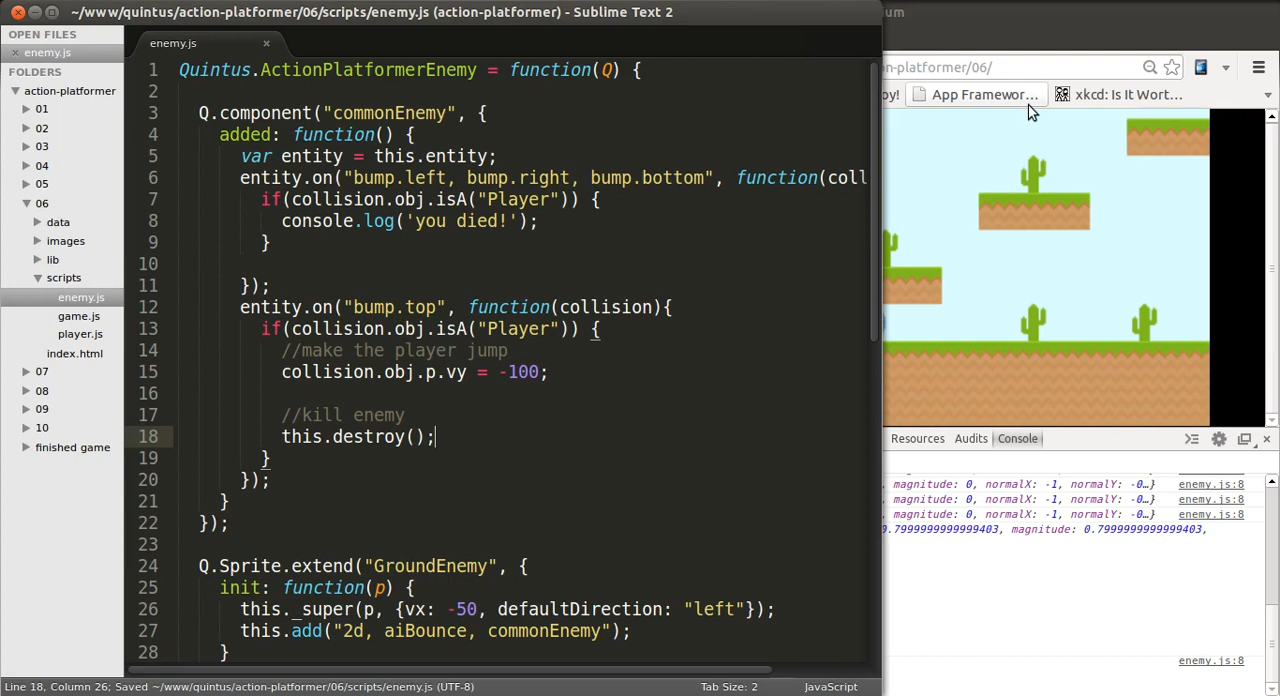 ~/www/quintus/action-platformer/06/scripts/enemy.js (action-platformer) - Sublime Text 2
ium
OPEN FILES
enemy.js
FOLDERS
action-platformer
01
02
03
04
05
06
data
images
lib
scripts
enemy.js
game.js
player.js
index.html
07
08
09
10
finished game
enemy.js
1 Quintus.ActionPlatformerEnemy = function(Q) {
2
3 Q.component("commonEnemy", {
4 added: function() {
5 var entity = this.entity;
6 entity.on("bump.left, bump.right, bump.bottom", function(coll
7 if(collision.obj.isA("Player")) {
8 console.log('you died!');
9 }
10
11 });
12 entity.on("bump.top", function(collision){
13 if(collision.obj.isA("Player")) {
14 //make the player jump
15 collision.obj.p.vy = -100;
16
17 //kill enemy
18 this.destroy();
19 }
20 });
21 }
22 });
23
24 Q.Sprite.extend("GroundEnemy", {
25 init: function(p) {
26 this._super(p, {vx: -50, defaultDirection: "left"});
27 this.add("2d, aiBounce, commonEnemy");
28 }
Line 18, Column 26; Saved ~/www/quintus/action-platformer/06/scripts/enemy.js (UTF-8)
Tab Size: 2
JavaScript
n-platformer/06/
oy!
App Framewor...
xkcd: Is It Wort...
Resources Audits Console
, magnitude: 0, normalX: -1, normalY: -0…} enemy.js:8
, magnitude: 0, normalX: -1, normalY: -0…} enemy.js:8
, magnitude: 0, normalX: -1, normalY: -0…} enemy.js:8
0.7999999999999403, magnitude: 0.7999999999999403,
enemy.js:8